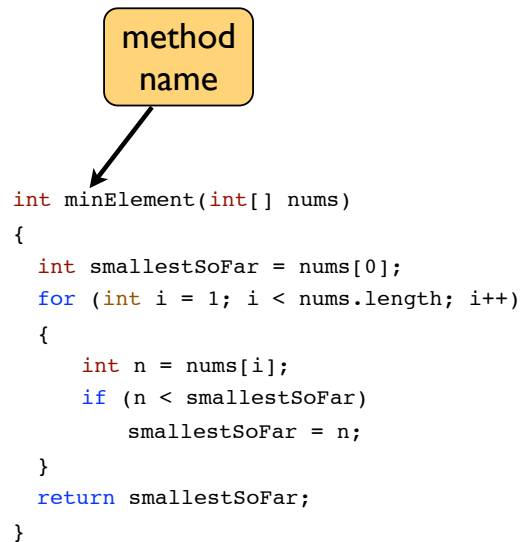 method
name
int minElement(int[] nums)
{
  int smallestSoFar = nums[0];
  for (int i = 1; i < nums.length; i++)
  {
      int n = nums[i];
      if (n < smallestSoFar)
          smallestSoFar = n;
  }
  return smallestSoFar;
}